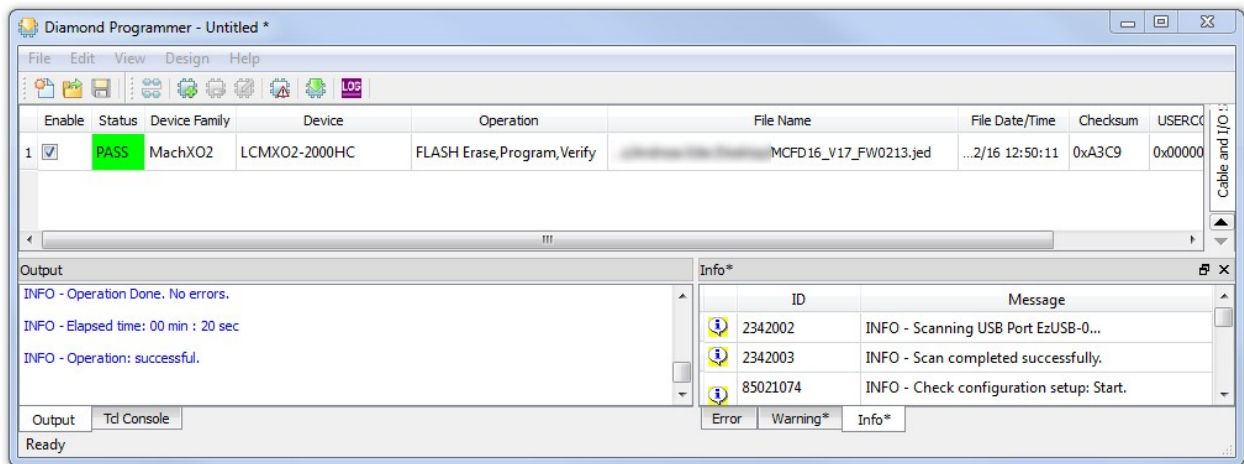 Diamond Programmer - Untitled *
File Edit View Design Help
LOG
Enable Status Device Family Device Operation File Name File Date/Time Checksum USERCO
1 PASS MachXO2 LCMXO2-2000HC FLASH Erase,Program,Verify MCFD16_V17_FW0213.jed ...2/16 12:50:11 0xA3C9 0x00000
Cable and I/O S
Output
INFO - Operation Done. No errors.
INFO - Elapsed time: 00 min : 20 sec
INFO - Operation: successful.
Output Tcl Console
Info*
ID Message
2342002 INFO - Scanning USB Port EzUSB-0...
2342003 INFO - Scan completed successfully.
85021074 INFO - Check configuration setup: Start.
Error Warning* Info*
Ready